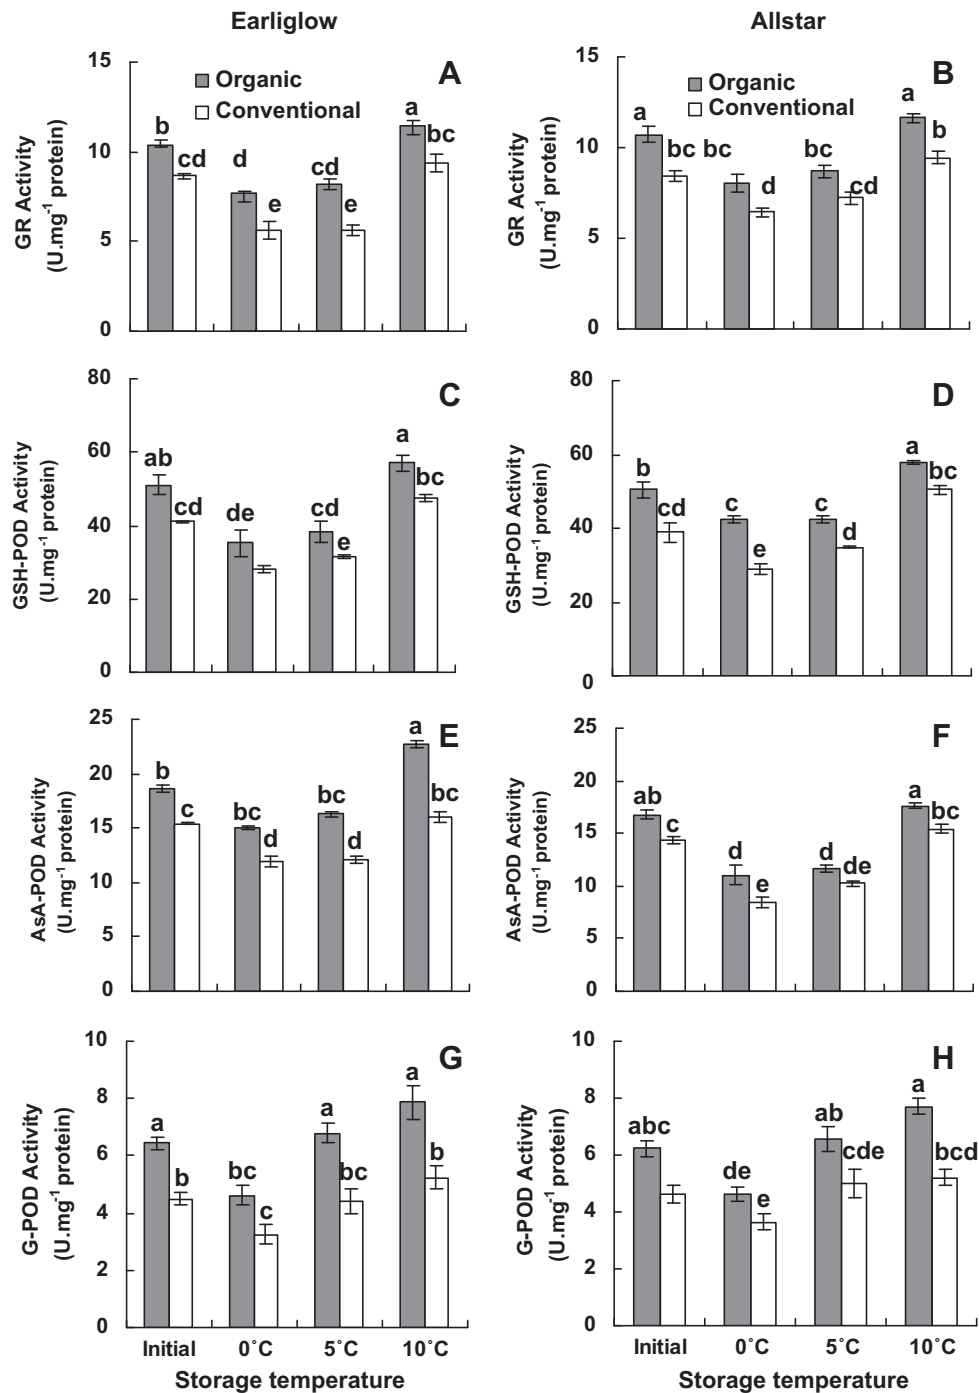 Earliglow
Allstar
15
10
5
0
GR Activity
(U.mg-1 protein)
A
Organic
Conventional
b
cd
d
e
cd
e
a
bc
15
10
5
0
GR Activity
(U.mg-1 protein)
B
Organic
Conventional
a
bc
bc
d
bc
cd
a
b
80
60
40
20
0
GSH-POD Activity
(U.mg-1 protein)
C
ab
cd
de
cd
e
a
bc
80
60
40
20
0
GSH-POD Activity
(U.mg-1 protein)
D
b
cd
c
e
c
d
a
bc
25
20
15
10
5
0
AsA-POD Activity
(U.mg-1 protein)
E
b
c
bc
d
bc
d
a
bc
25
20
15
10
5
0
AsA-POD Activity
(U.mg-1 protein)
F
ab
c
d
e
d
de
a
bc
10
8
6
4
2
0
G-POD Activity
(U.mg-1 protein)
G
a
b
bc
c
a
bc
a
b
Initial
0˚C
5˚C
10˚C
Storage temperature
10
8
6
4
2
0
G-POD Activity
(U.mg-1 protein)
H
abc
de
e
ab
cde
a
bcd
Initial
0˚C
5˚C
10˚C
Storage temperature